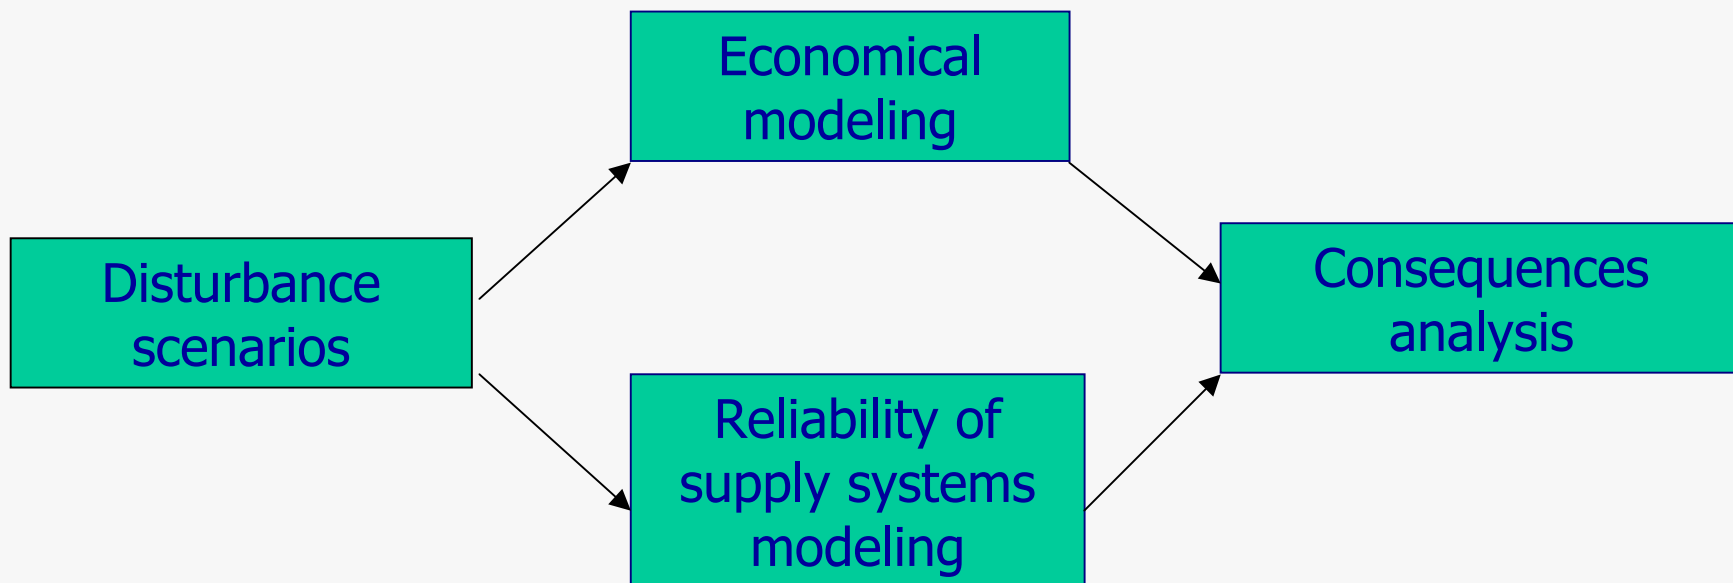 Economical
modeling
Disturbance
scenarios
Consequences
analysis
Reliability of
supply systems
modeling